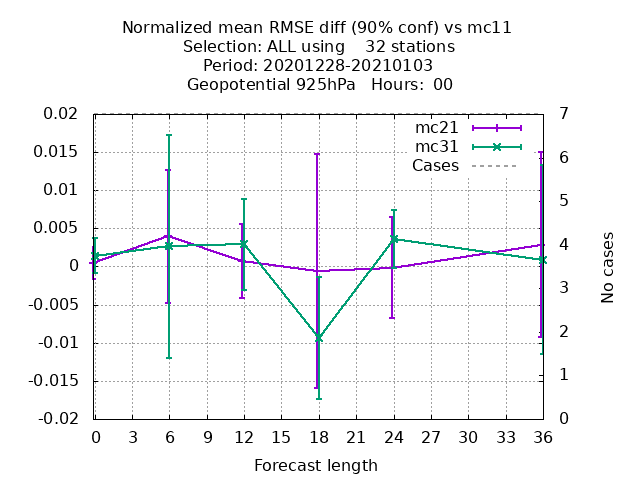 Normalized mean RMSE diff (90% conf) vs mc11
Selection: ALL using    32 stations
Period: 20201228-20210103
Geopotential 925hPa   Hours:  00
0.02
0.015
0.01
0.005
0
-0.005
-0.01
-0.015
-0.02
7
6
5
4
3
2
1
0
mc21
mc31
Cases
No cases
0 3 6 9 12 15 18 21 24 27 30 33 36
Forecast length